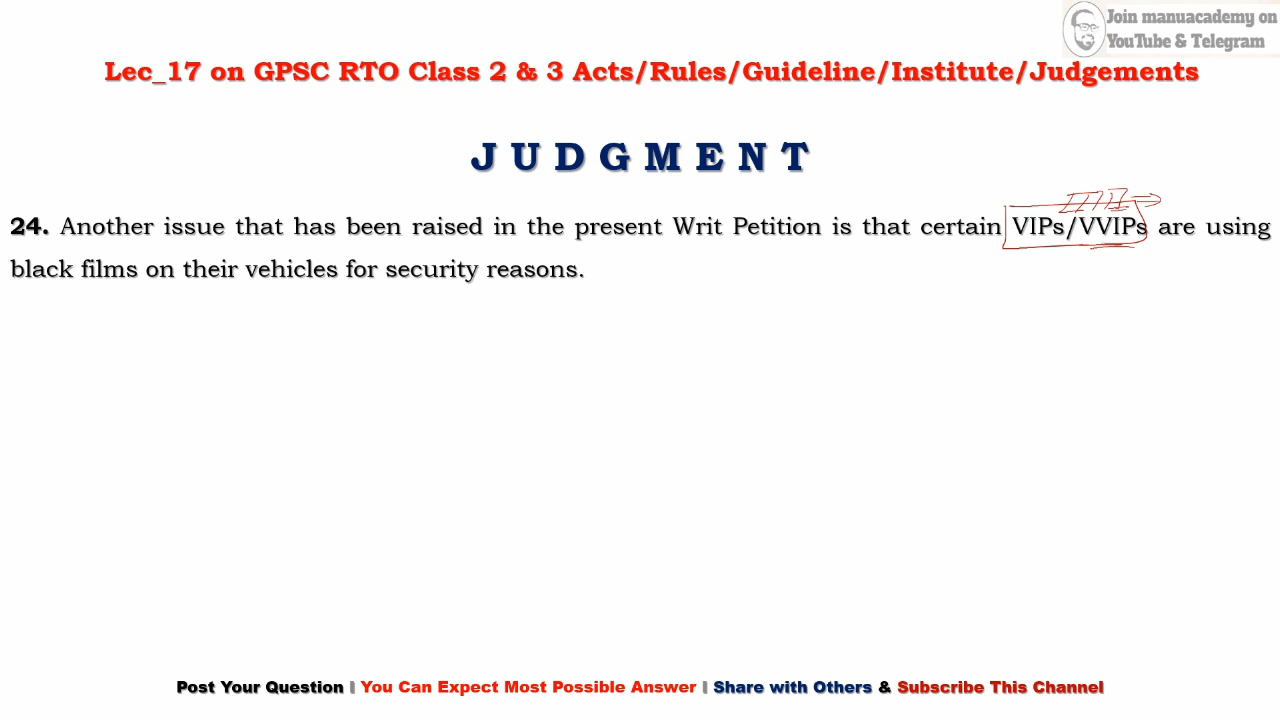 Join manuacademy on
YouTube & Telegram
Lec_17 on GPSC RTO Class 2 & 3 Acts/Rules/Guideline/Institute/Judgements
J U D G M E N T
24. Another issue that has been raised in the present Writ Petition is that certain VIPs/VVIPs are using
black films on their vehicles for security reasons.
Post Your Question | You Can Expect Most Possible Answer | Share with Others & Subscribe This Channel